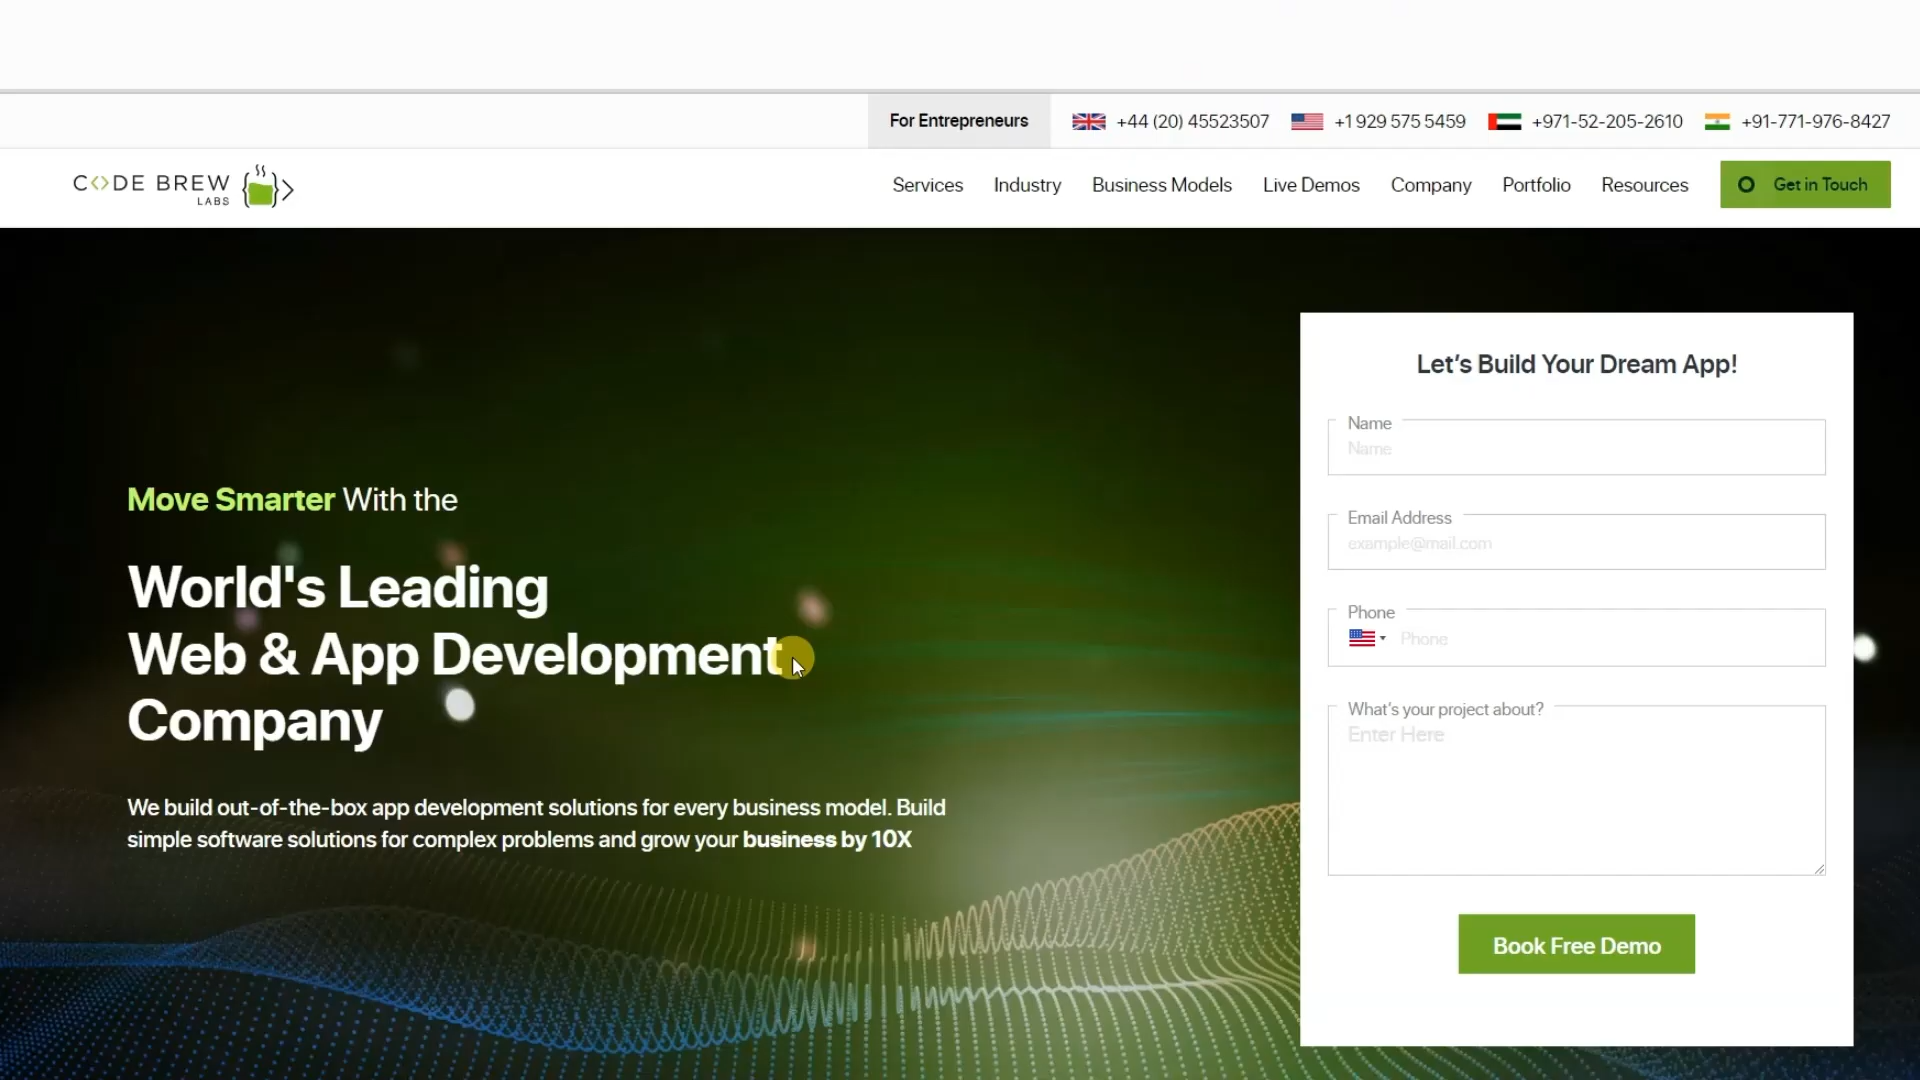 For Entrepreneurs
+44 (20) 45523507
+1 929 575 5459
+971-52-205-2610
+91-771-976-8427
C<>DE BREW
LABS
Services
Industry
Business Models
Live Demos
Company
Portfolio
Resources
Get in Touch
Move Smarter With the
World's Leading
Web & App Development
Company
We build out-of-the-box app development solutions for every business model. Build
simple software solutions for complex problems and grow your business by 10X
Let’s Build Your Dream App!
Name
Name
Email Address
example@mail.com
Phone
Phone
What’s your project about?
Enter Here
Book Free Demo